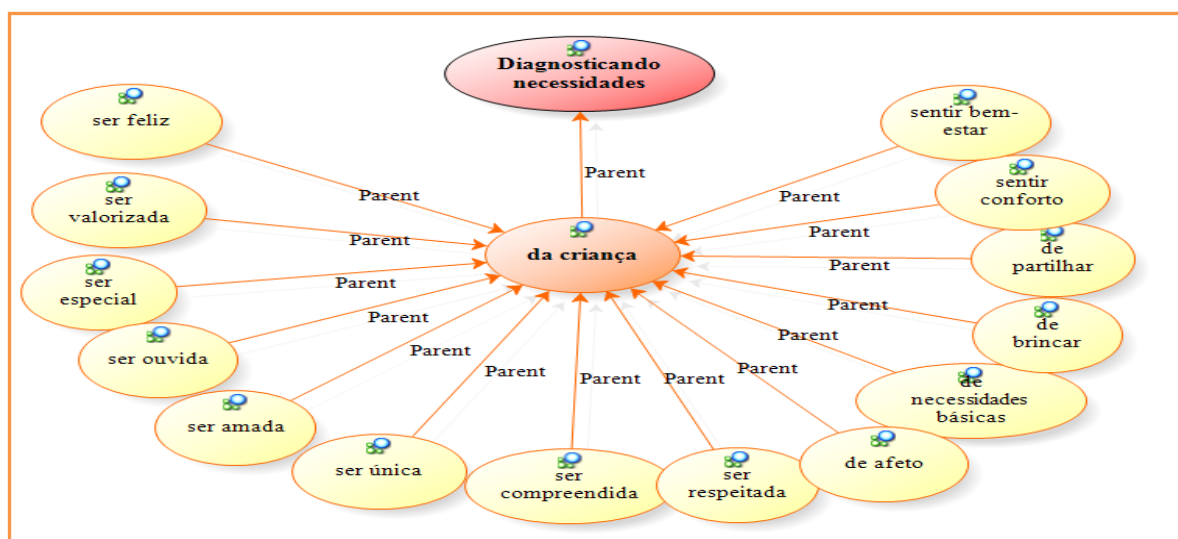 Diagnosticando
necessidades
ser feliz
sentir bem-
estar
Parent
sentir
conforto
Parent
Parent
ser
valorizada
Parent
Parent
da criança
de
partilhar
Parent
ser
especial
Parent
Parent
de
brincar
ser ouvida
Parent
Parent
Parent
Parent
Parent
Parent
Parent
de
necessidades
básicas
ser amada
ser única
ser
compreendida
ser
respeitada
de afeto